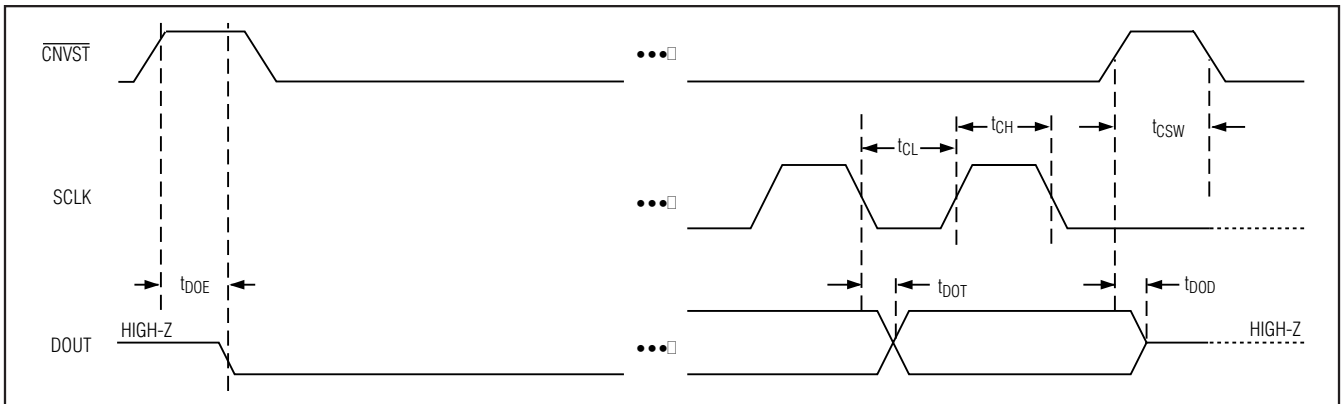 CNVST
•••
tCH
tCL
tCSW
SCLK
•••
tDOE
tDOT
tDOD
HIGH-Z
HIGH-Z
DOUT
•••